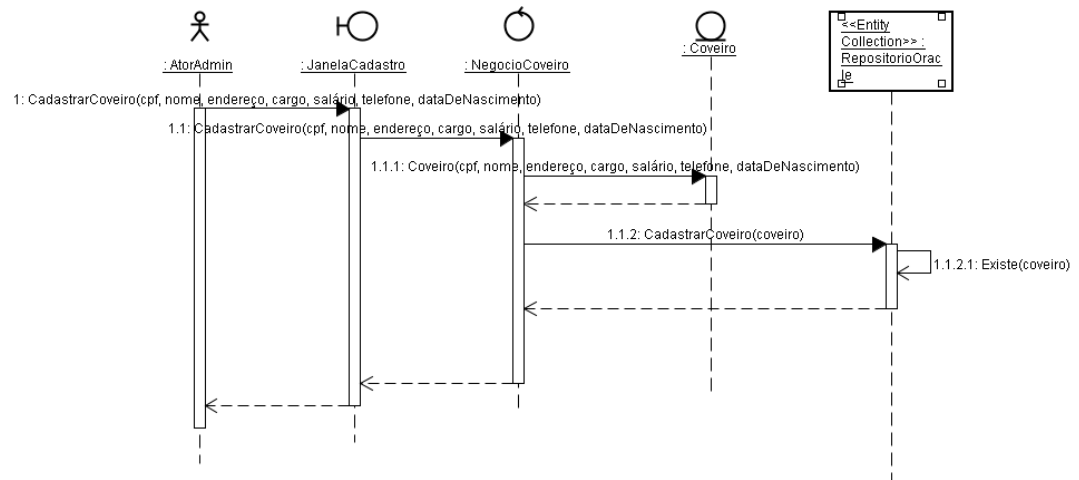 <<Entity
Collection>> :
RepositorioOrac
le
: Coveiro
: AtorAdmin
: JanelaCadastro
: NegocioCoveiro
1: CadastrarCoveiro(cpf, nome, endereço, cargo, salário, telefone, dataDeNascimento)
1.1: CadastrarCoveiro(cpf, nome, endereço, cargo, salário, telefone, dataDeNascimento)
1.1.1: Coveiro(cpf, nome, endereço, cargo, salário, telefone, dataDeNascimento)
1.1.2: CadastrarCoveiro(coveiro)
1.1.2.1: Existe(coveiro)